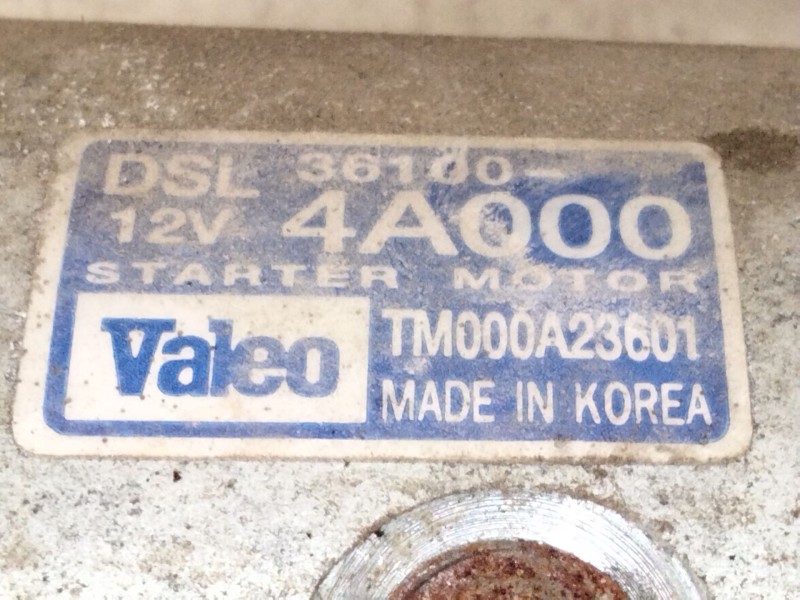 DSL 36100-
12V 4A000
STARTER MOTOR
Valeo TM000A23601
MADE IN KOREA